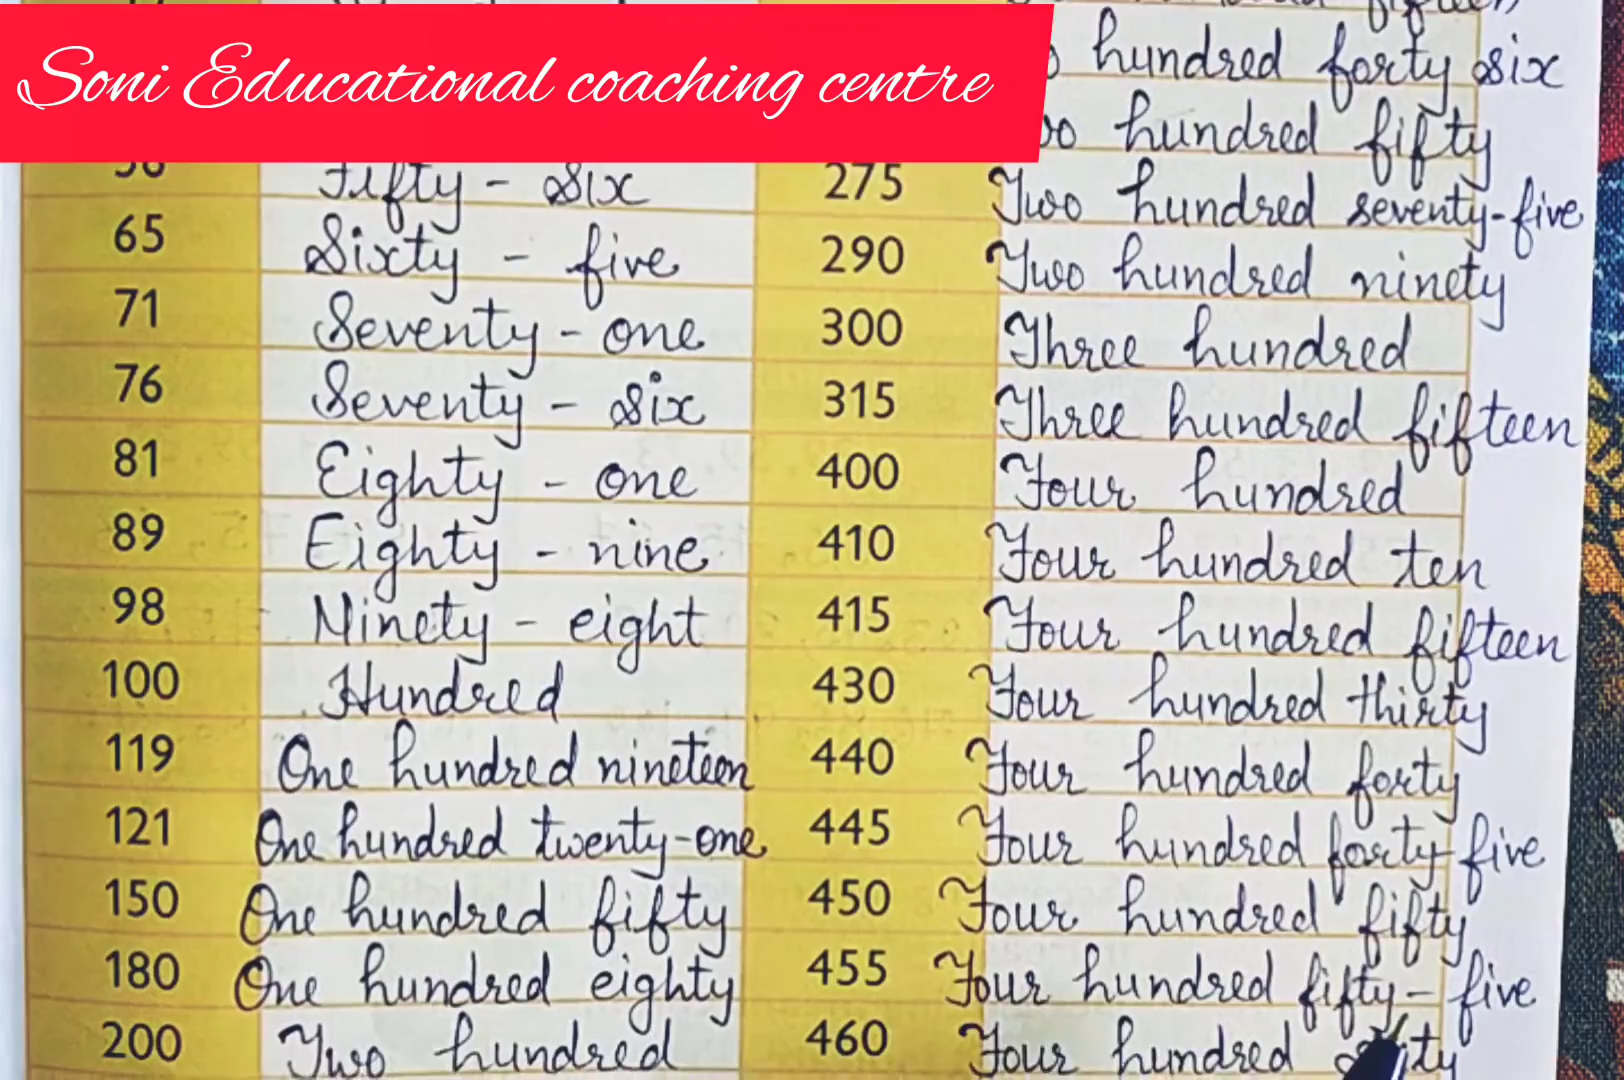 Soni Educational coaching centre
hundred forty six
hundred fifty
56 Fifty - six
275 Two hundred seventy-five
65 Sixty - five
290 Two hundred ninety
71 Seventy - one
300 Three hundred
76 Seventy - six
315 Three hundred fifteen
81 Eighty - one
400 Four hundred
89 Eighty - nine
410 Four hundred ten
98 Ninety - eight
415 Four hundred fifteen
100 Hundred
430 Four hundred thirty
119 One hundred nineteen
440 Four hundred forty
121 One hundred twenty-one
445 Four hundred forty-five
150 One hundred fifty
450 Four hundred fifty
180 One hundred eighty
455 Four hundred fifty - five
200 Two hundred
460 Four hundred